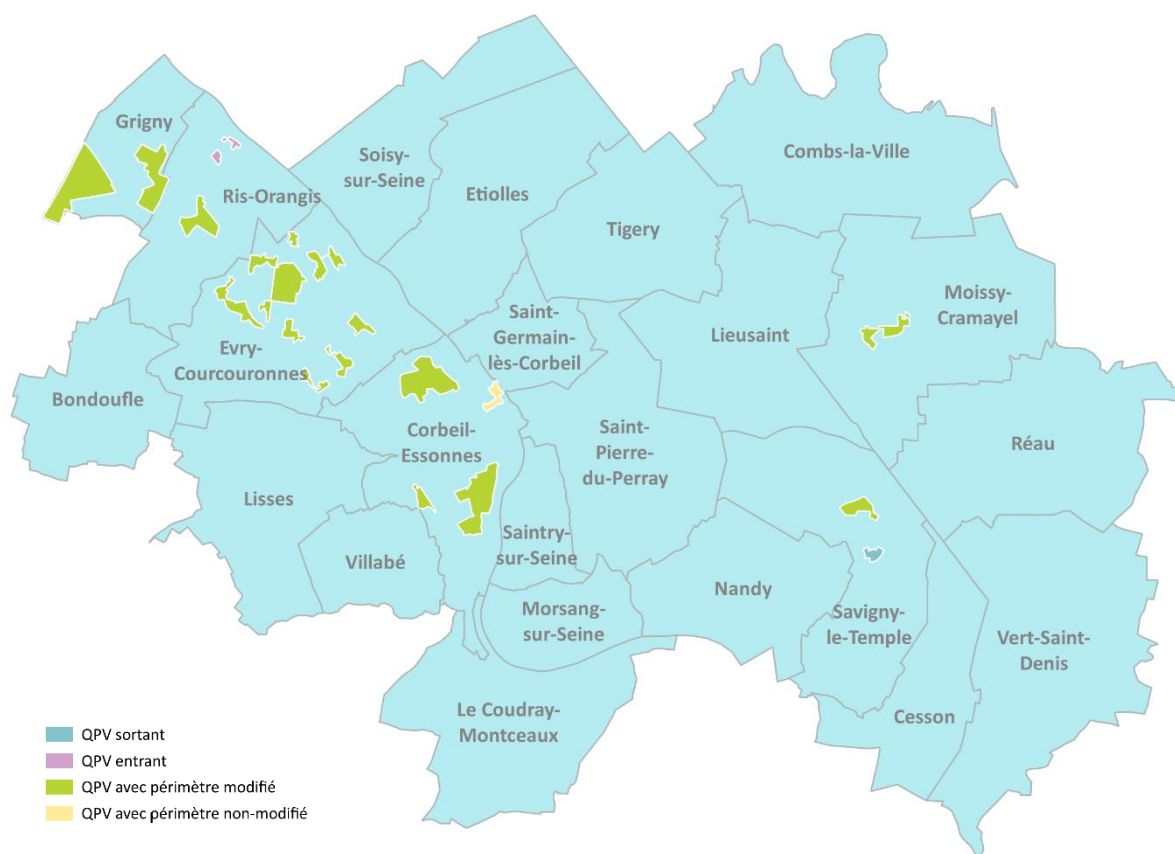 Grigny
Ris-Orangis
Soisy-
sur-Seine
Etiolles
Tigery
Combs-la-Ville
Moissy-
Cramayel
Lieusaint
Saint-
Germain-
lès-Corbeil
Evry-
Courcouronnes
Bondoufle
Corbeil-
Essonnes
Saint-
Pierre-
du-Perray
Réau
Lisses
Villabé
Saintry-
sur-Seine
Morsang-
sur-Seine
Nandy
Savigny-
le-Temple
Vert-Saint-
Denis
Cesson
Le Coudray-
Montceaux
QPV sortant
QPV entrant
QPV avec périmètre modifié
QPV avec périmètre non-modifié